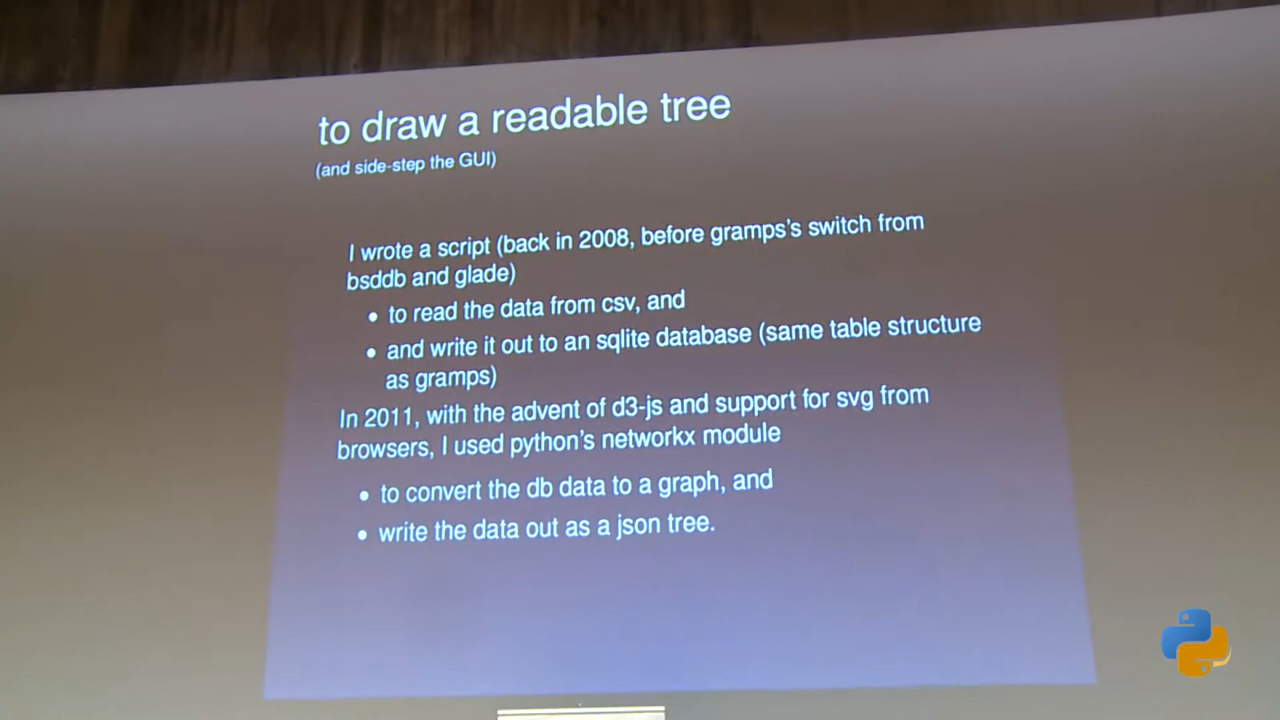 to draw a readable tree
(and side-step the GUI)
I wrote a script (back in 2008, before gramps's switch from
bsddb and glade)
• to read the data from csv, and
• and write it out to an sqlite database (same table structure
as gramps)
In 2011, with the advent of d3-js and support for svg from
browsers, I used python's networkx module
• to convert the db data to a graph, and
• write the data out as a json tree.